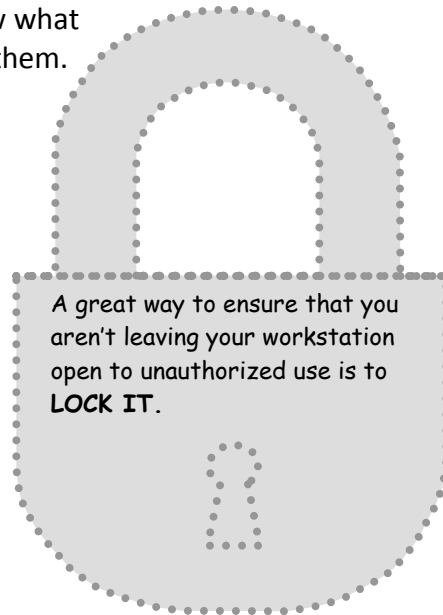 what
them.
A great way to ensure that you
aren't leaving your workstation
open to unauthorized use is to
LOCK IT.